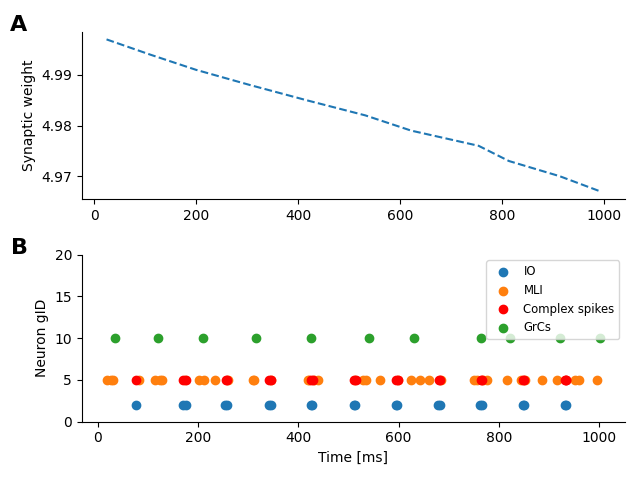 A
Synaptic weight
4.99
4.98
4.97
0 200 400 600 800 1000
B
Neuron gID
20
15
10
5
0
IO
MLI
Complex spikes
GrCs
0 200 400 600 800 1000
Time [ms]